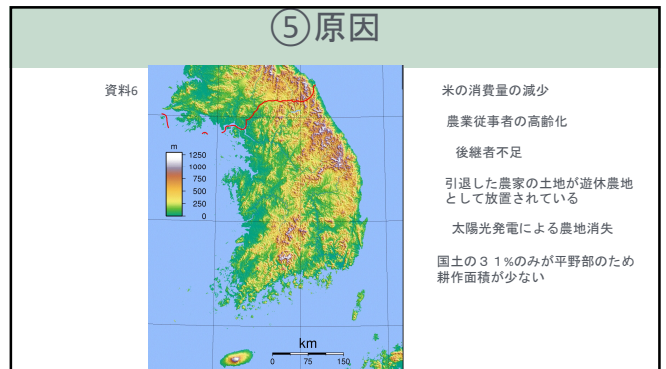 ⑤原因
資料6
m
1250
1000
750
500
250
0
km
0 75 150
米の消費量の減少
農業従事者の高齢化
後継者不足
引退した農家の土地が遊休農地
として放置されている
太陽光発電による農地消失
国土の３１%のみが平野部のため
耕作面積が少ない